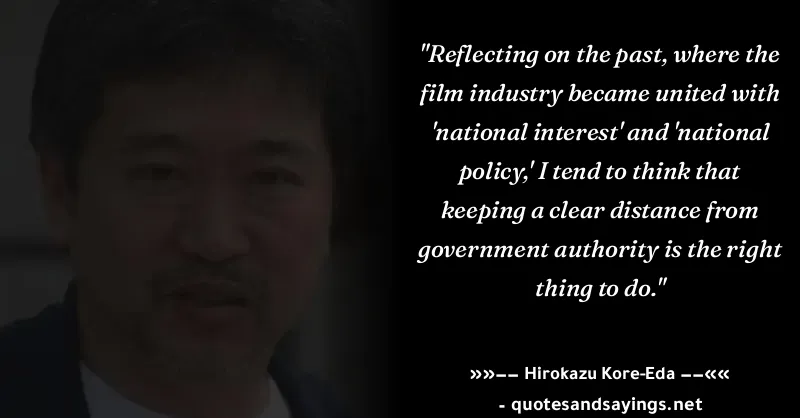 "Reflecting on the past, where the
film industry became united with
'national interest' and 'national
policy,' I tend to think that
keeping a clear distance from
government authority is the right
thing to do."
»»−− Hirokazu Kore-Eda −−««
- quotesandsayings.net